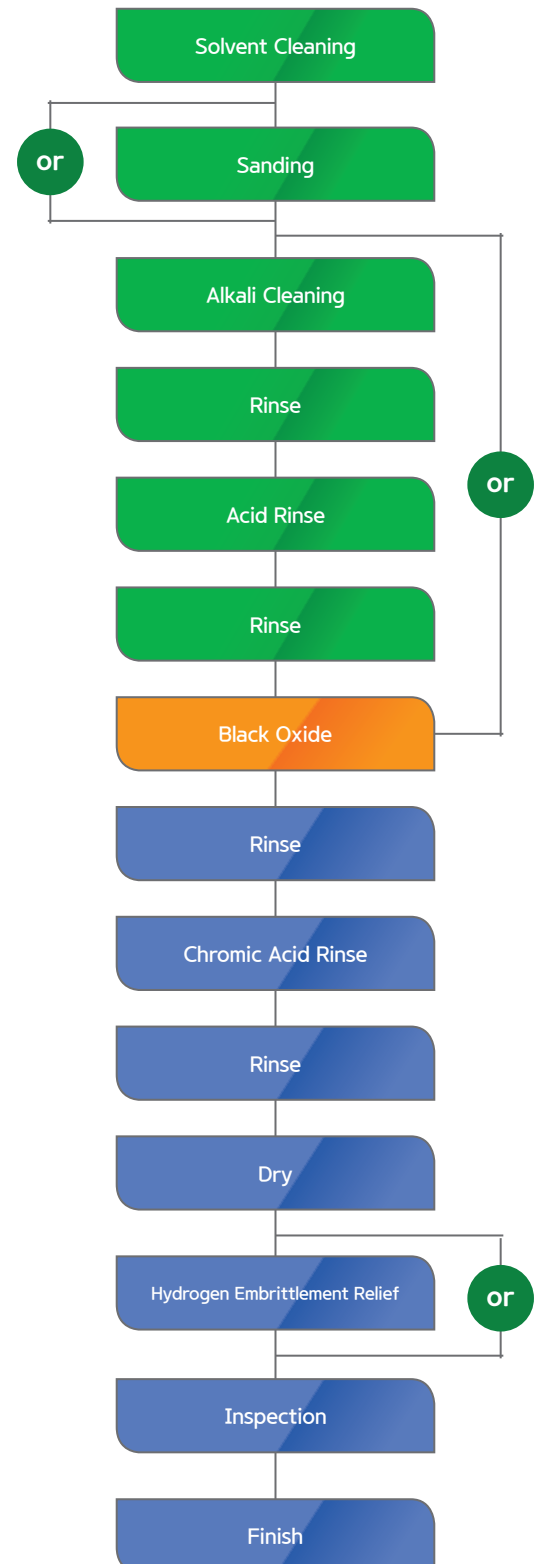 Solvent Cleaning
or
Sanding
Alkali Cleaning
Rinse
Acid Rinse
or
Rinse
Black Oxide
Rinse
Chromic Acid Rinse
Rinse
Dry
Hydrogen Embrittlement Relief
or
Inspection
Finish